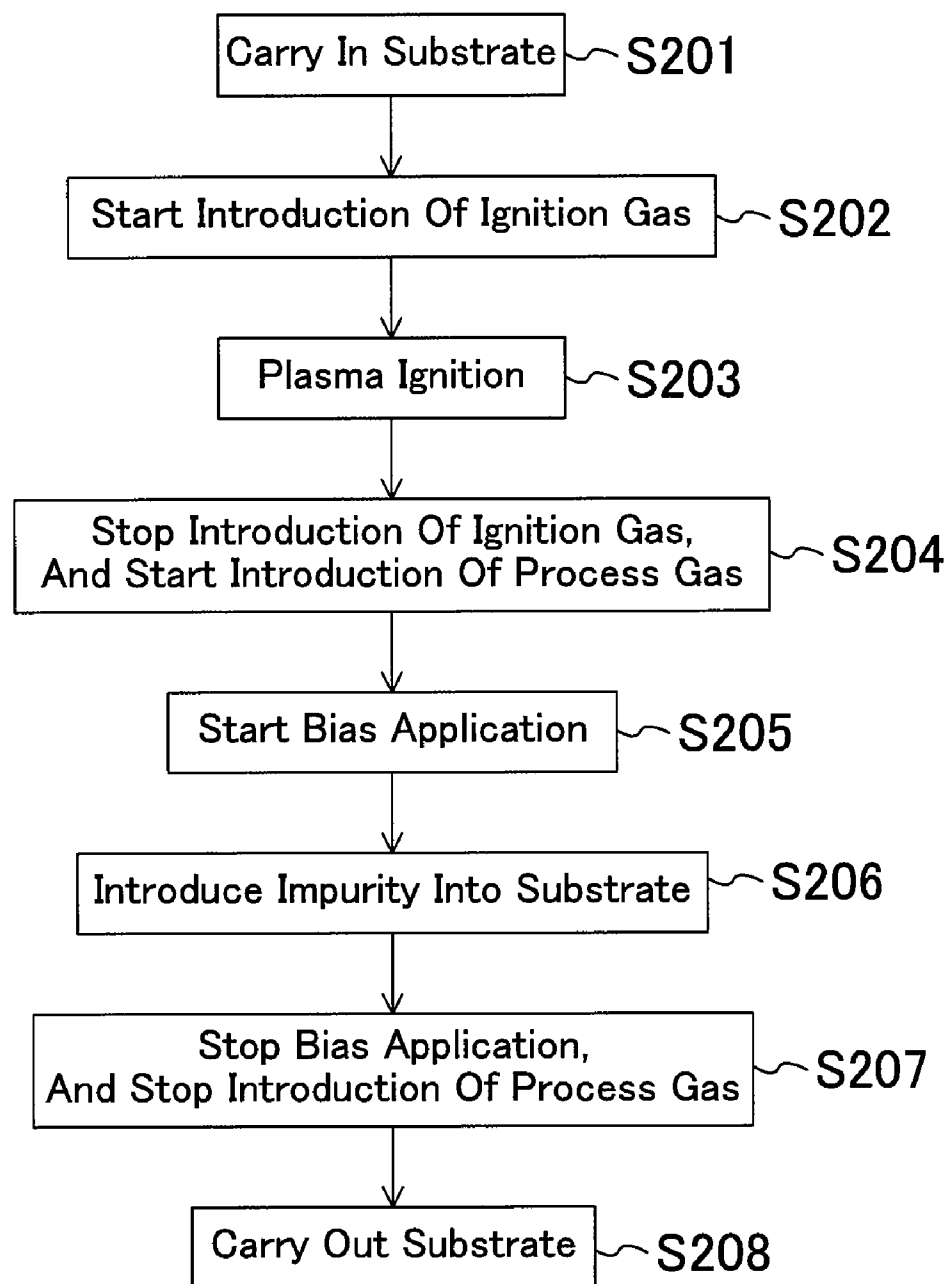 Carry In Substrate S201
Start Introduction Of Ignition Gas S202
Plasma Ignition S203
Stop Introduction Of Ignition Gas,
And Start Introduction Of Process Gas S204
Start Bias Application S205
Introduce Impurity Into Substrate S206
Stop Bias Application,
And Stop Introduction Of Process Gas S207
Carry Out Substrate S208